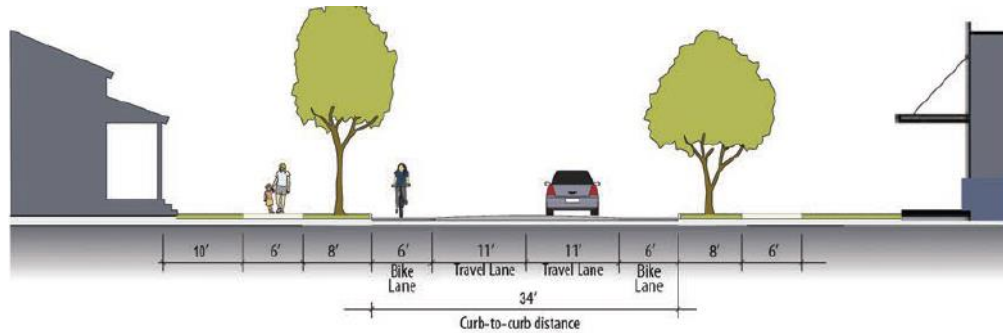 10′ 6′ 8′ 6′ 11′ 11′ 6′ 8′ 6′
Bike Travel Lane Travel Lane Bike
Lane Lane
34′
Curb-to-curb distance